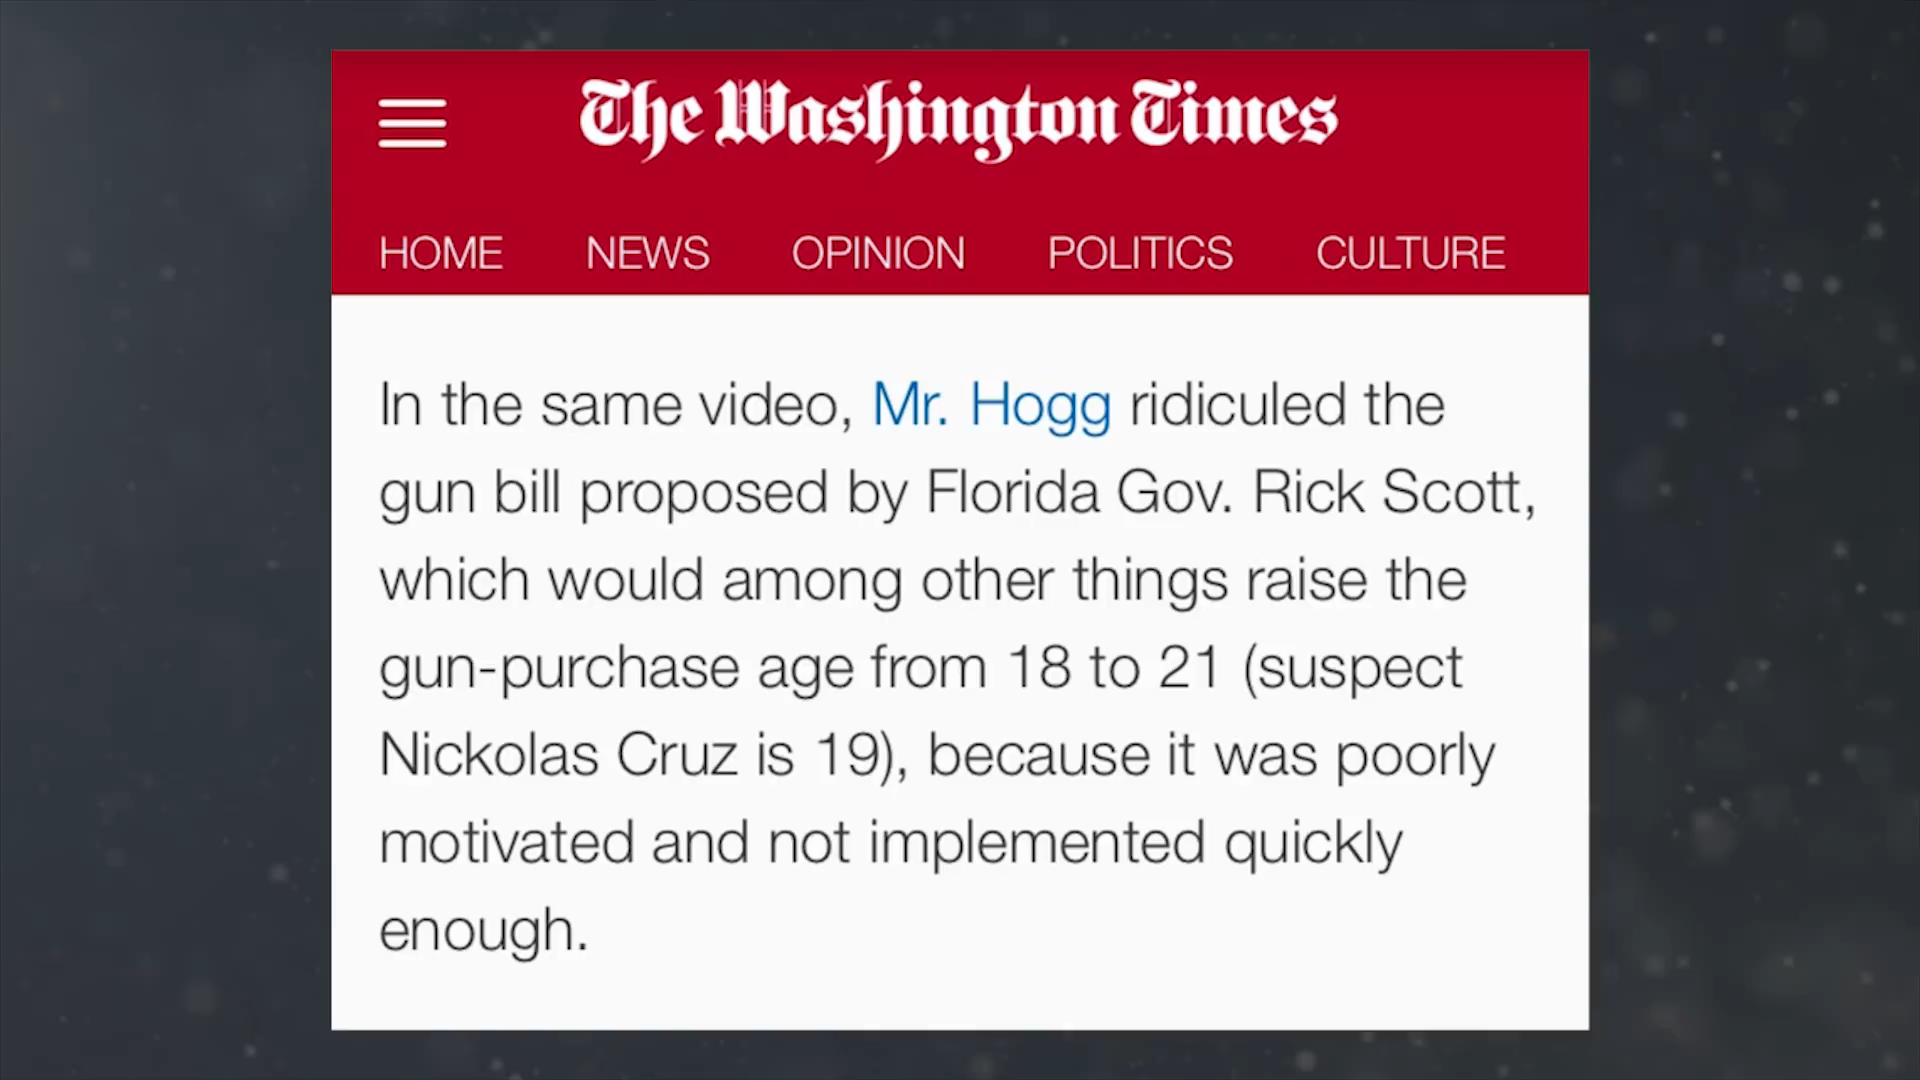 The Washington Times
HOME NEWS OPINION POLITICS CULTURE
In the same video, Mr. Hogg ridiculed the
gun bill proposed by Florida Gov. Rick Scott,
which would among other things raise the
gun-purchase age from 18 to 21 (suspect
Nickolas Cruz is 19), because it was poorly
motivated and not implemented quickly
enough.